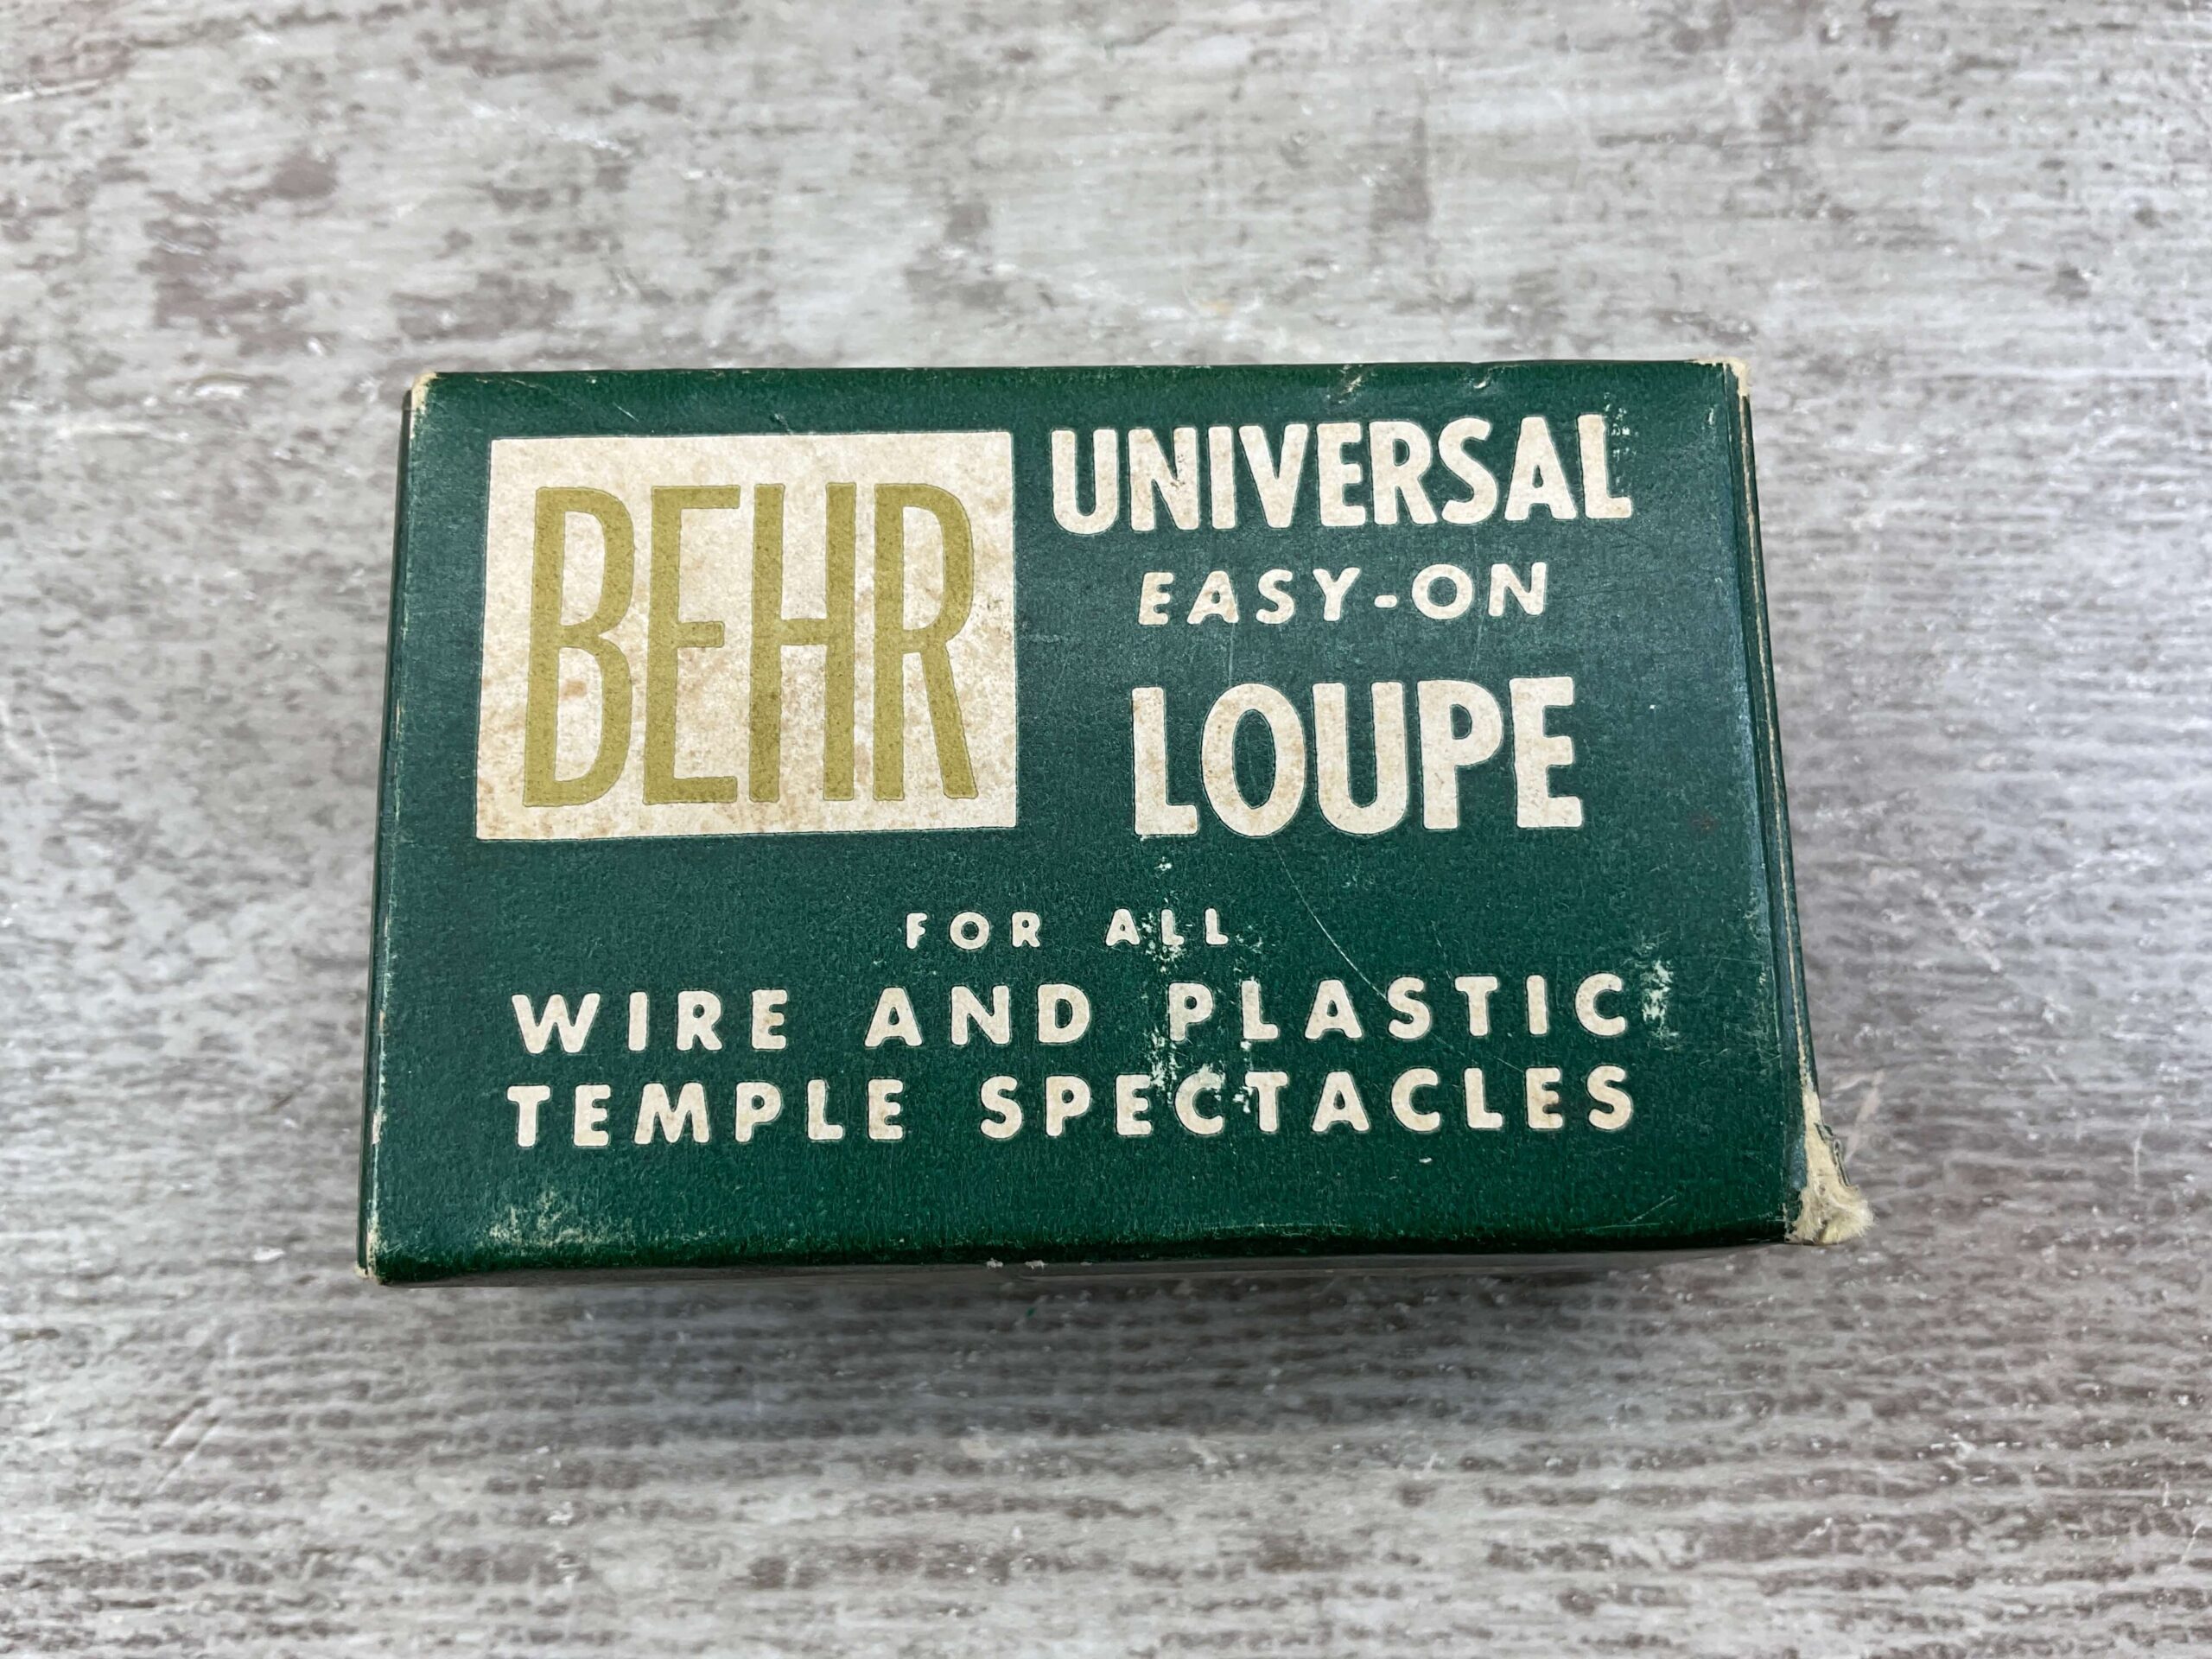 BEHR
UNIVERSAL
EASY-ON
LOUPE
FOR ALL
WIRE AND PLASTIC
TEMPLE SPECTACLES